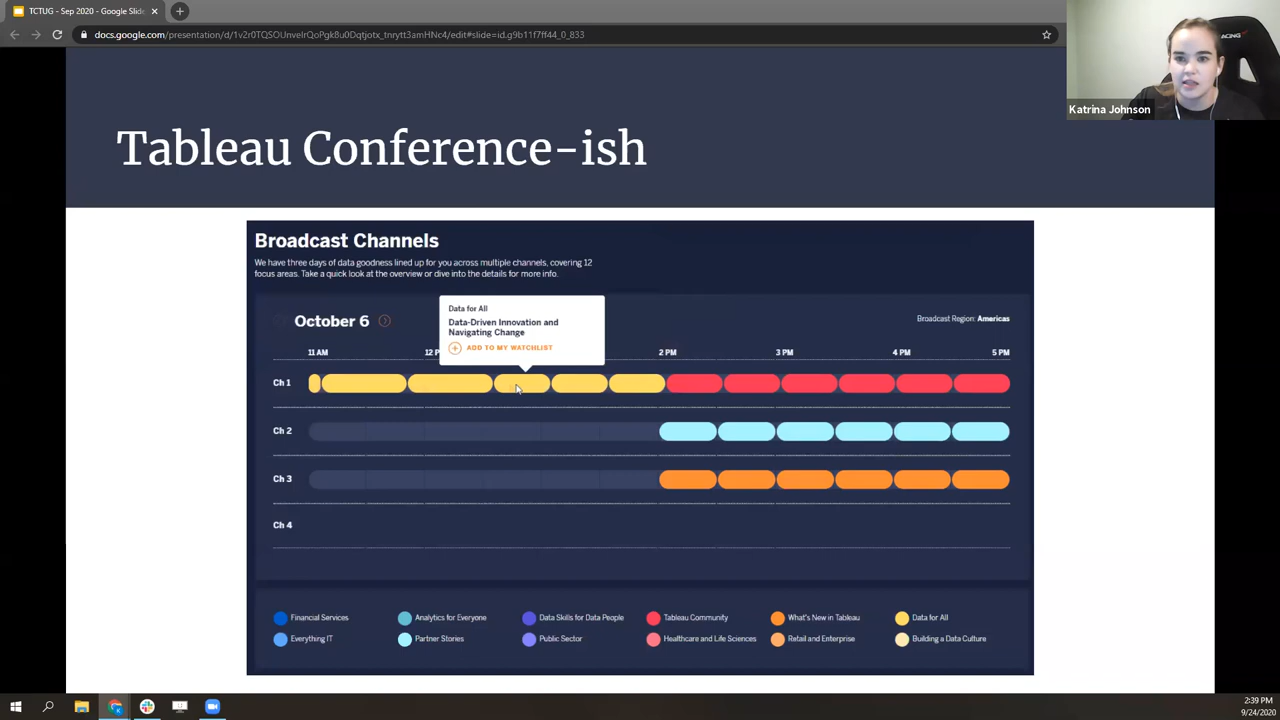 TCTUG - Sep 2020 - Google Slide
docs.google.com/presentation/d/1v2r0TQSOUnveIrQoPgk8u0Dqtjotx_tnrytt3amHNc4/edit#slide=id.g9b11f7ff44_0_833
RACING
Katrina Johnson
Tableau Conference-ish
Broadcast Channels
We have three days of data goodness lined up for you across multiple channels, covering 12
focus areas. Take a quick look at the overview or dive into the details for more info.
October 6
Broadcast Region: Americas
Data for All
Data-Driven Innovation and
Navigating Change
ADD TO MY WATCHLIST
11 AM 12 P 2 PM 3 PM 4 PM 5 PM
Ch 1
Ch 2
Ch 3
Ch 4
Financial Services Analytics for Everyone Data Skills for Data People Tableau Community What's New in Tableau Data for All
Everything IT Partner Stories Public Sector Healthcare and Life Sciences Retail and Enterprise Building a Data Culture
2:39 PM
9/24/2020